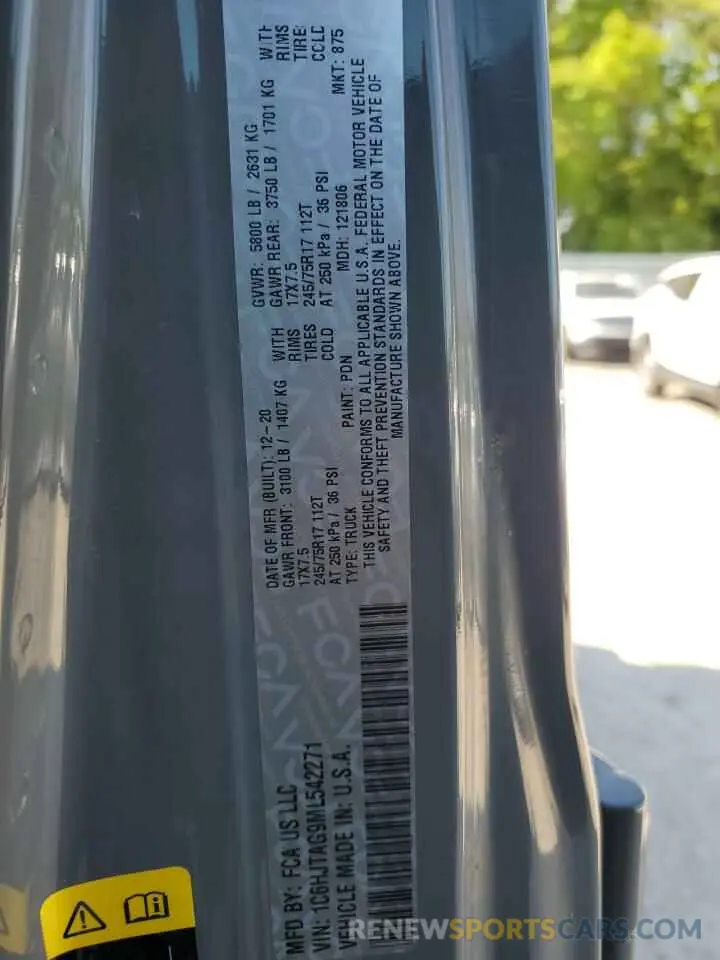 MFD BY: FCA US LLC
VIN: 1C6HJTAG9ML542271
VEHICLE MADE IN: U.S.A.
DATE OF MFR (BUILT): 12-20
GVWR: 5800 LB / 2631 KG
GAWR FRONT: 3100 LB / 1407 KG WITH
GAWR REAR: 3750 LB / 1701 KG WITH
17X7.5 RIMS
17X7.5 RIMS
245/75R17 112T TIRES
245/75R17 112T TIRES
AT 250 kPa / 36 PSI COLD
AT 250 kPa / 36 PSI COLD
TYPE: TRUCK PAINT: PDN MDH: 121806 MKT: 875
THIS VEHICLE CONFORMS TO ALL APPLICABLE U.S.A. FEDERAL MOTOR VEHICLE
SAFETY AND THEFT PREVENTION STANDARDS IN EFFECT ON THE DATE OF
MANUFACTURE SHOWN ABOVE.
RENEWSPORTSCARS.COM